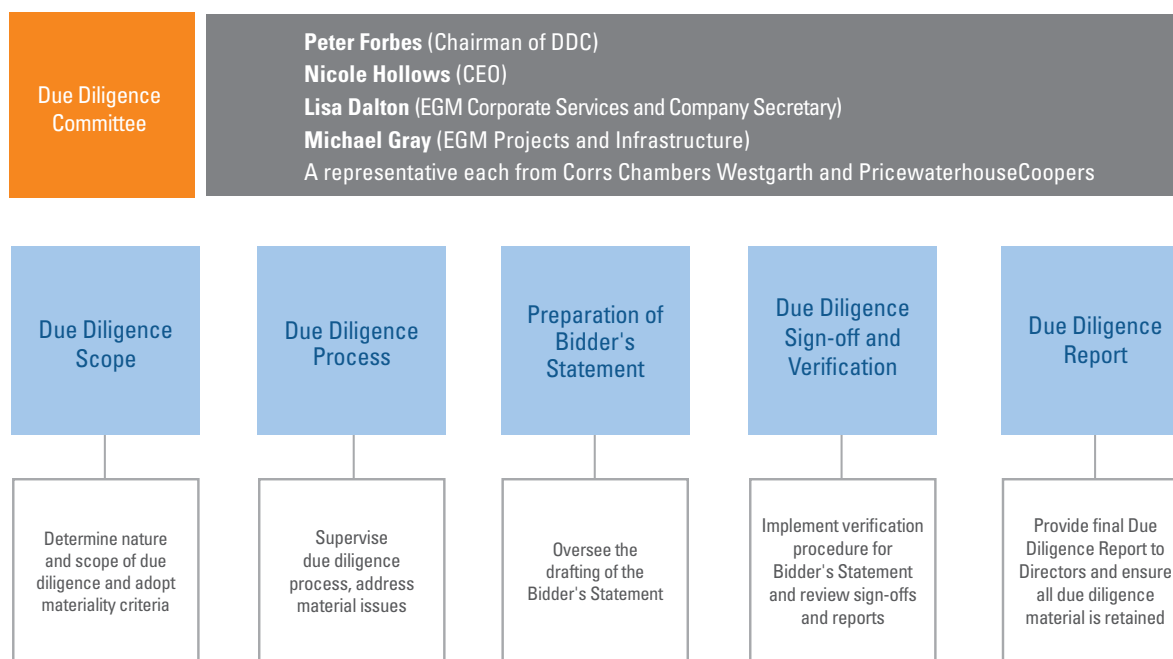 Due Diligence
Committee
Peter Forbes (Chairman of DDC)
Nicole Hollows (CEO)
Lisa Dalton (EGM Corporate Services and Company Secretary)
Michael Gray (EGM Projects and Infrastructure)
A representative each from Corrs Chambers Westgarth and PricewaterhouseCoopers
Due Diligence
Scope
Due Diligence
Process
Preparation of
Bidder's
Statement
Due Diligence
Sign-off and
Verification
Due Diligence
Report
Determine nature
and scope of due
diligence and adopt
materiality criteria
Supervise
due diligence
process, address
material issues
Oversee the
drafting of the
Bidder's Statement
Implement verification
procedure for
Bidder's Statement
and review sign-offs
and reports
Provide final Due
Diligence Report to
Directors and ensure
all due diligence
material is retained